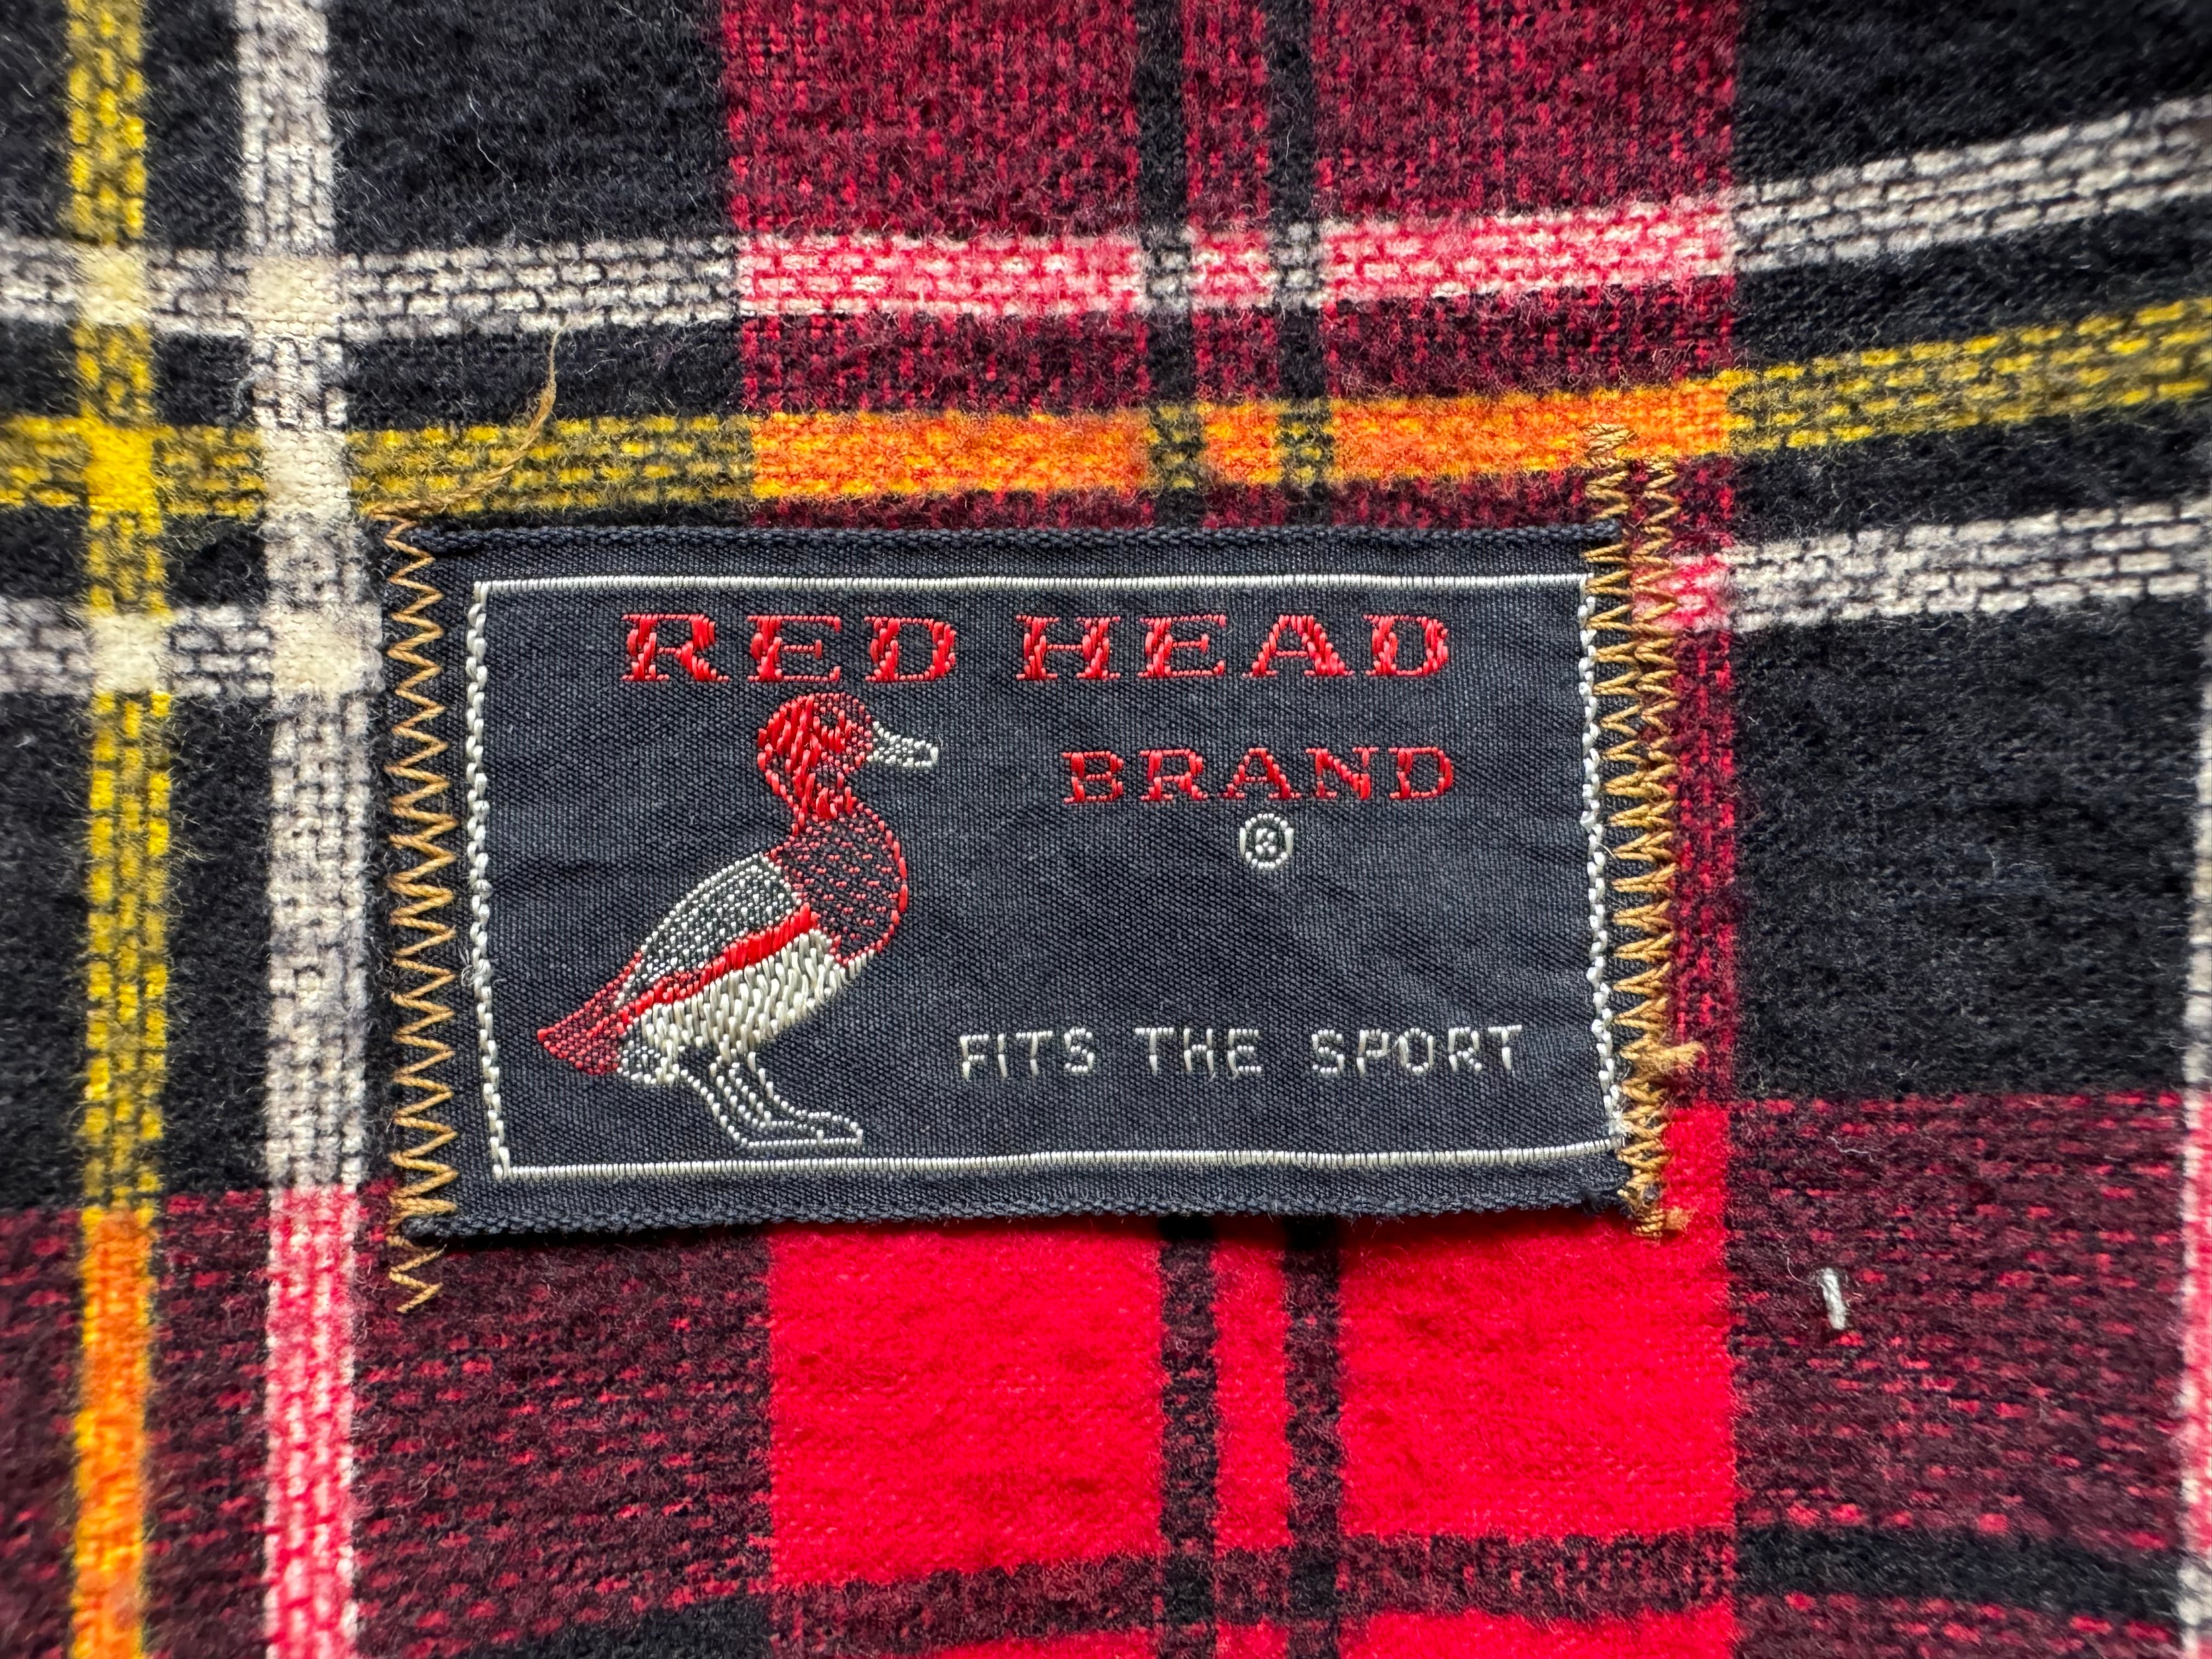 RED HEAD
BRAND
®
FITS THE SPORT